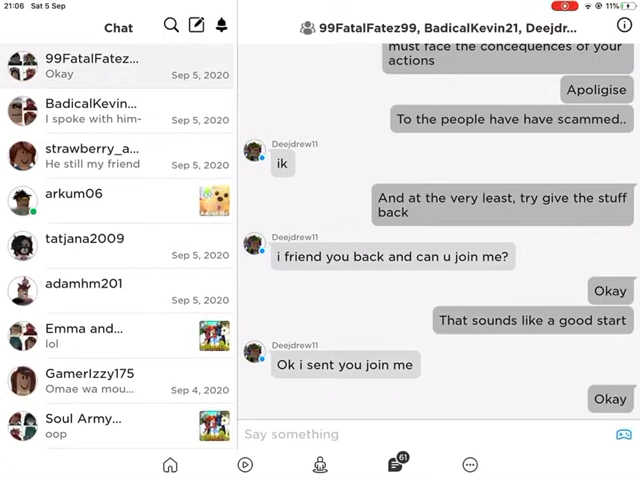 21:06 Sat 5 Sep
11%
Chat
99FatalFatez99, BadicalKevin21, Deejdr...
99FatalFatez...
Okay
Sep 5, 2020
BadicalKevin...
I spoke with him-
Sep 5, 2020
strawberry_a...
He still my friend
Sep 5, 2020
arkum06
tatjana2009
Sep 5, 2020
adamhm201
Sep 5, 2020
Emma and...
lol
GamerIzzy175
Omae wa mou...
Sep 4, 2020
Soul Army...
oop
must face the concequences of your
actions
Apoligise
To the people have have scammed..
Deejdrew11
ik
And at the very least, try give the stuff
back
Deejdrew11
i friend you back and can u join me?
Okay
That sounds like a good start
Deejdrew11
Ok i sent you join me
Okay
Say something
61